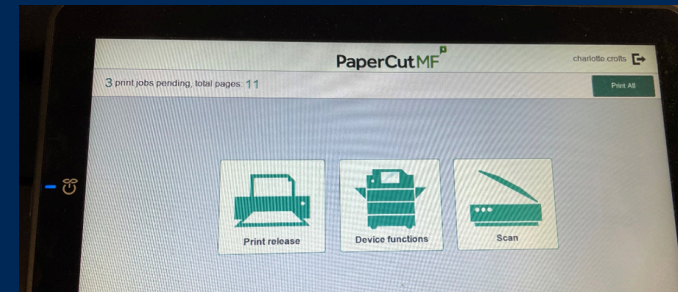 PaperCutMF
charlotte crofts
3 print jobs pending, total pages 11
Print All
Print release
Device functions
Scan